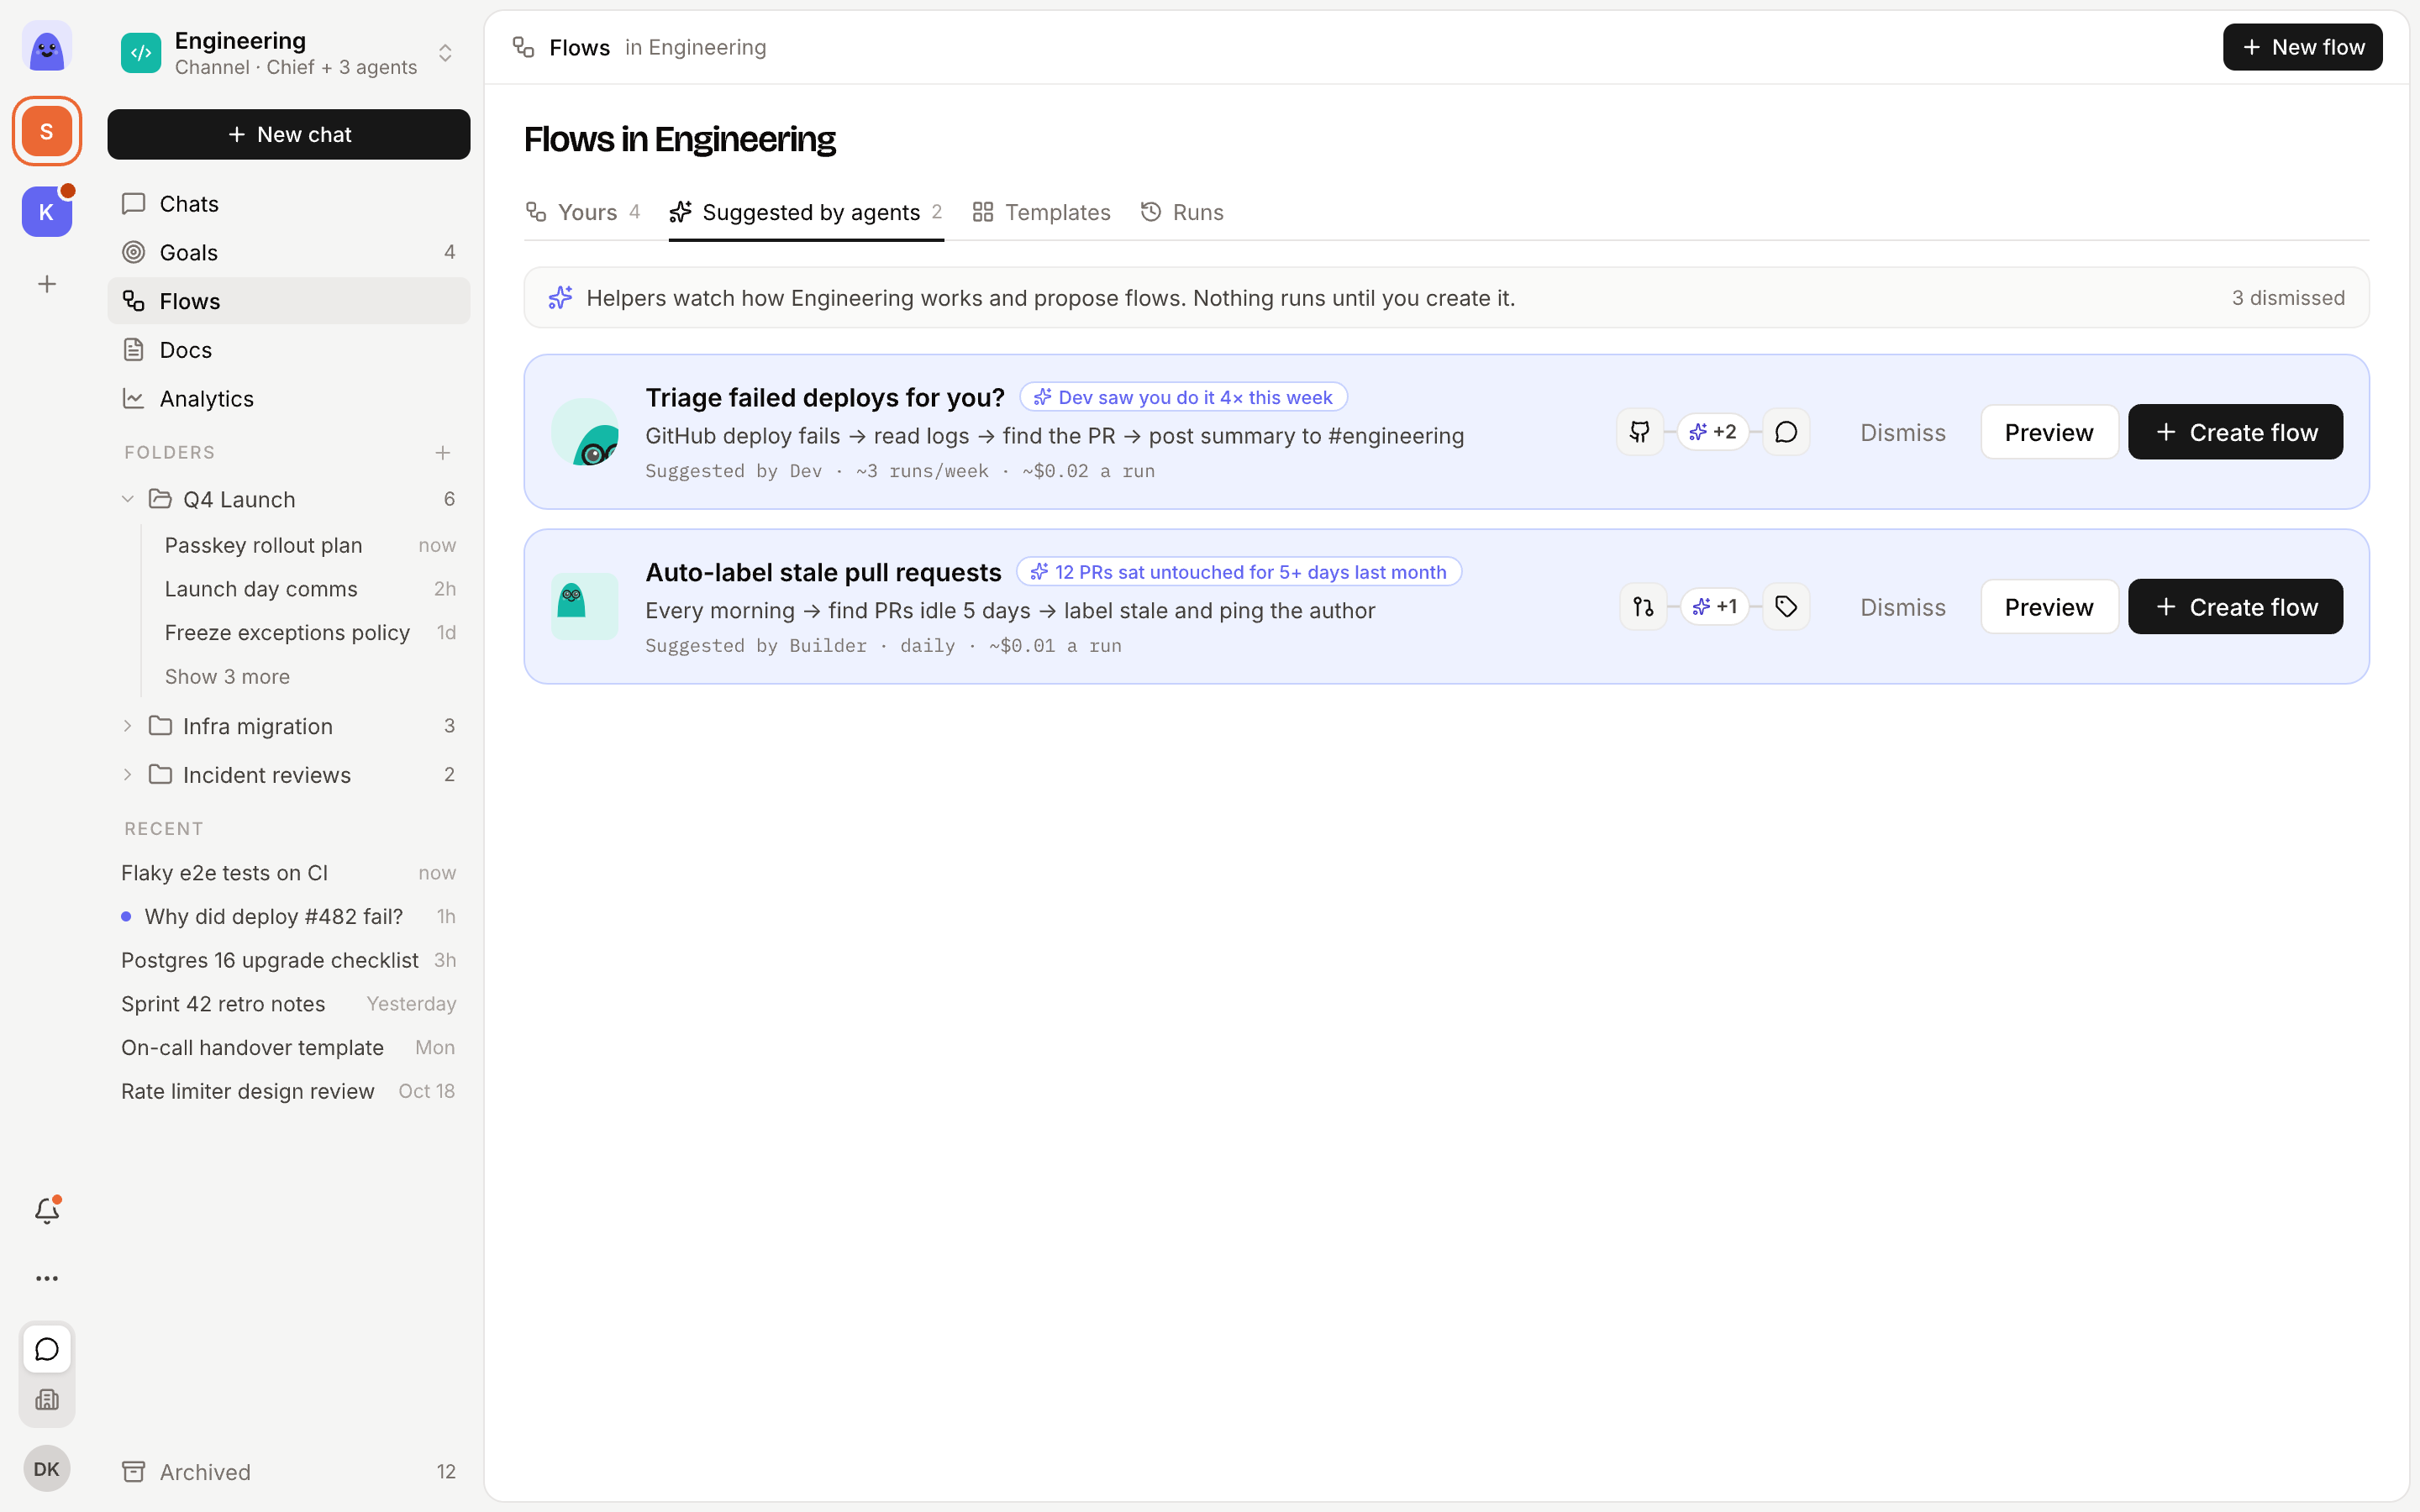 Engineering
Channel · Chief + 3 agents
S
K
New chat
Chats
Goals 4
Flows
Docs
Analytics
FOLDERS
Q4 Launch 6
Passkey rollout plan now
Launch day comms 2h
Freeze exceptions policy 1d
Show 3 more
Infra migration 3
Incident reviews 2
RECENT
Flaky e2e tests on CI now
Why did deploy #482 fail? 1h
Postgres 16 upgrade checklist 3h
Sprint 42 retro notes Yesterday
On-call handover template Mon
Rate limiter design review Oct 18
DK
Archived 12
Flows in Engineering
New flow
Flows in Engineering
Yours 4 Suggested by agents 2 Templates Runs
Helpers watch how Engineering works and propose flows. Nothing runs until you create it. 3 dismissed
Triage failed deploys for you? Dev saw you do it 4× this week
GitHub deploy fails → read logs → find the PR → post summary to #engineering
Suggested by Dev · ~3 runs/week · ~$0.02 a run
+2 Dismiss Preview Create flow
Auto-label stale pull requests 12 PRs sat untouched for 5+ days last month
Every morning → find PRs idle 5 days → label stale and ping the author
Suggested by Builder · daily · ~$0.01 a run
+1 Dismiss Preview Create flow